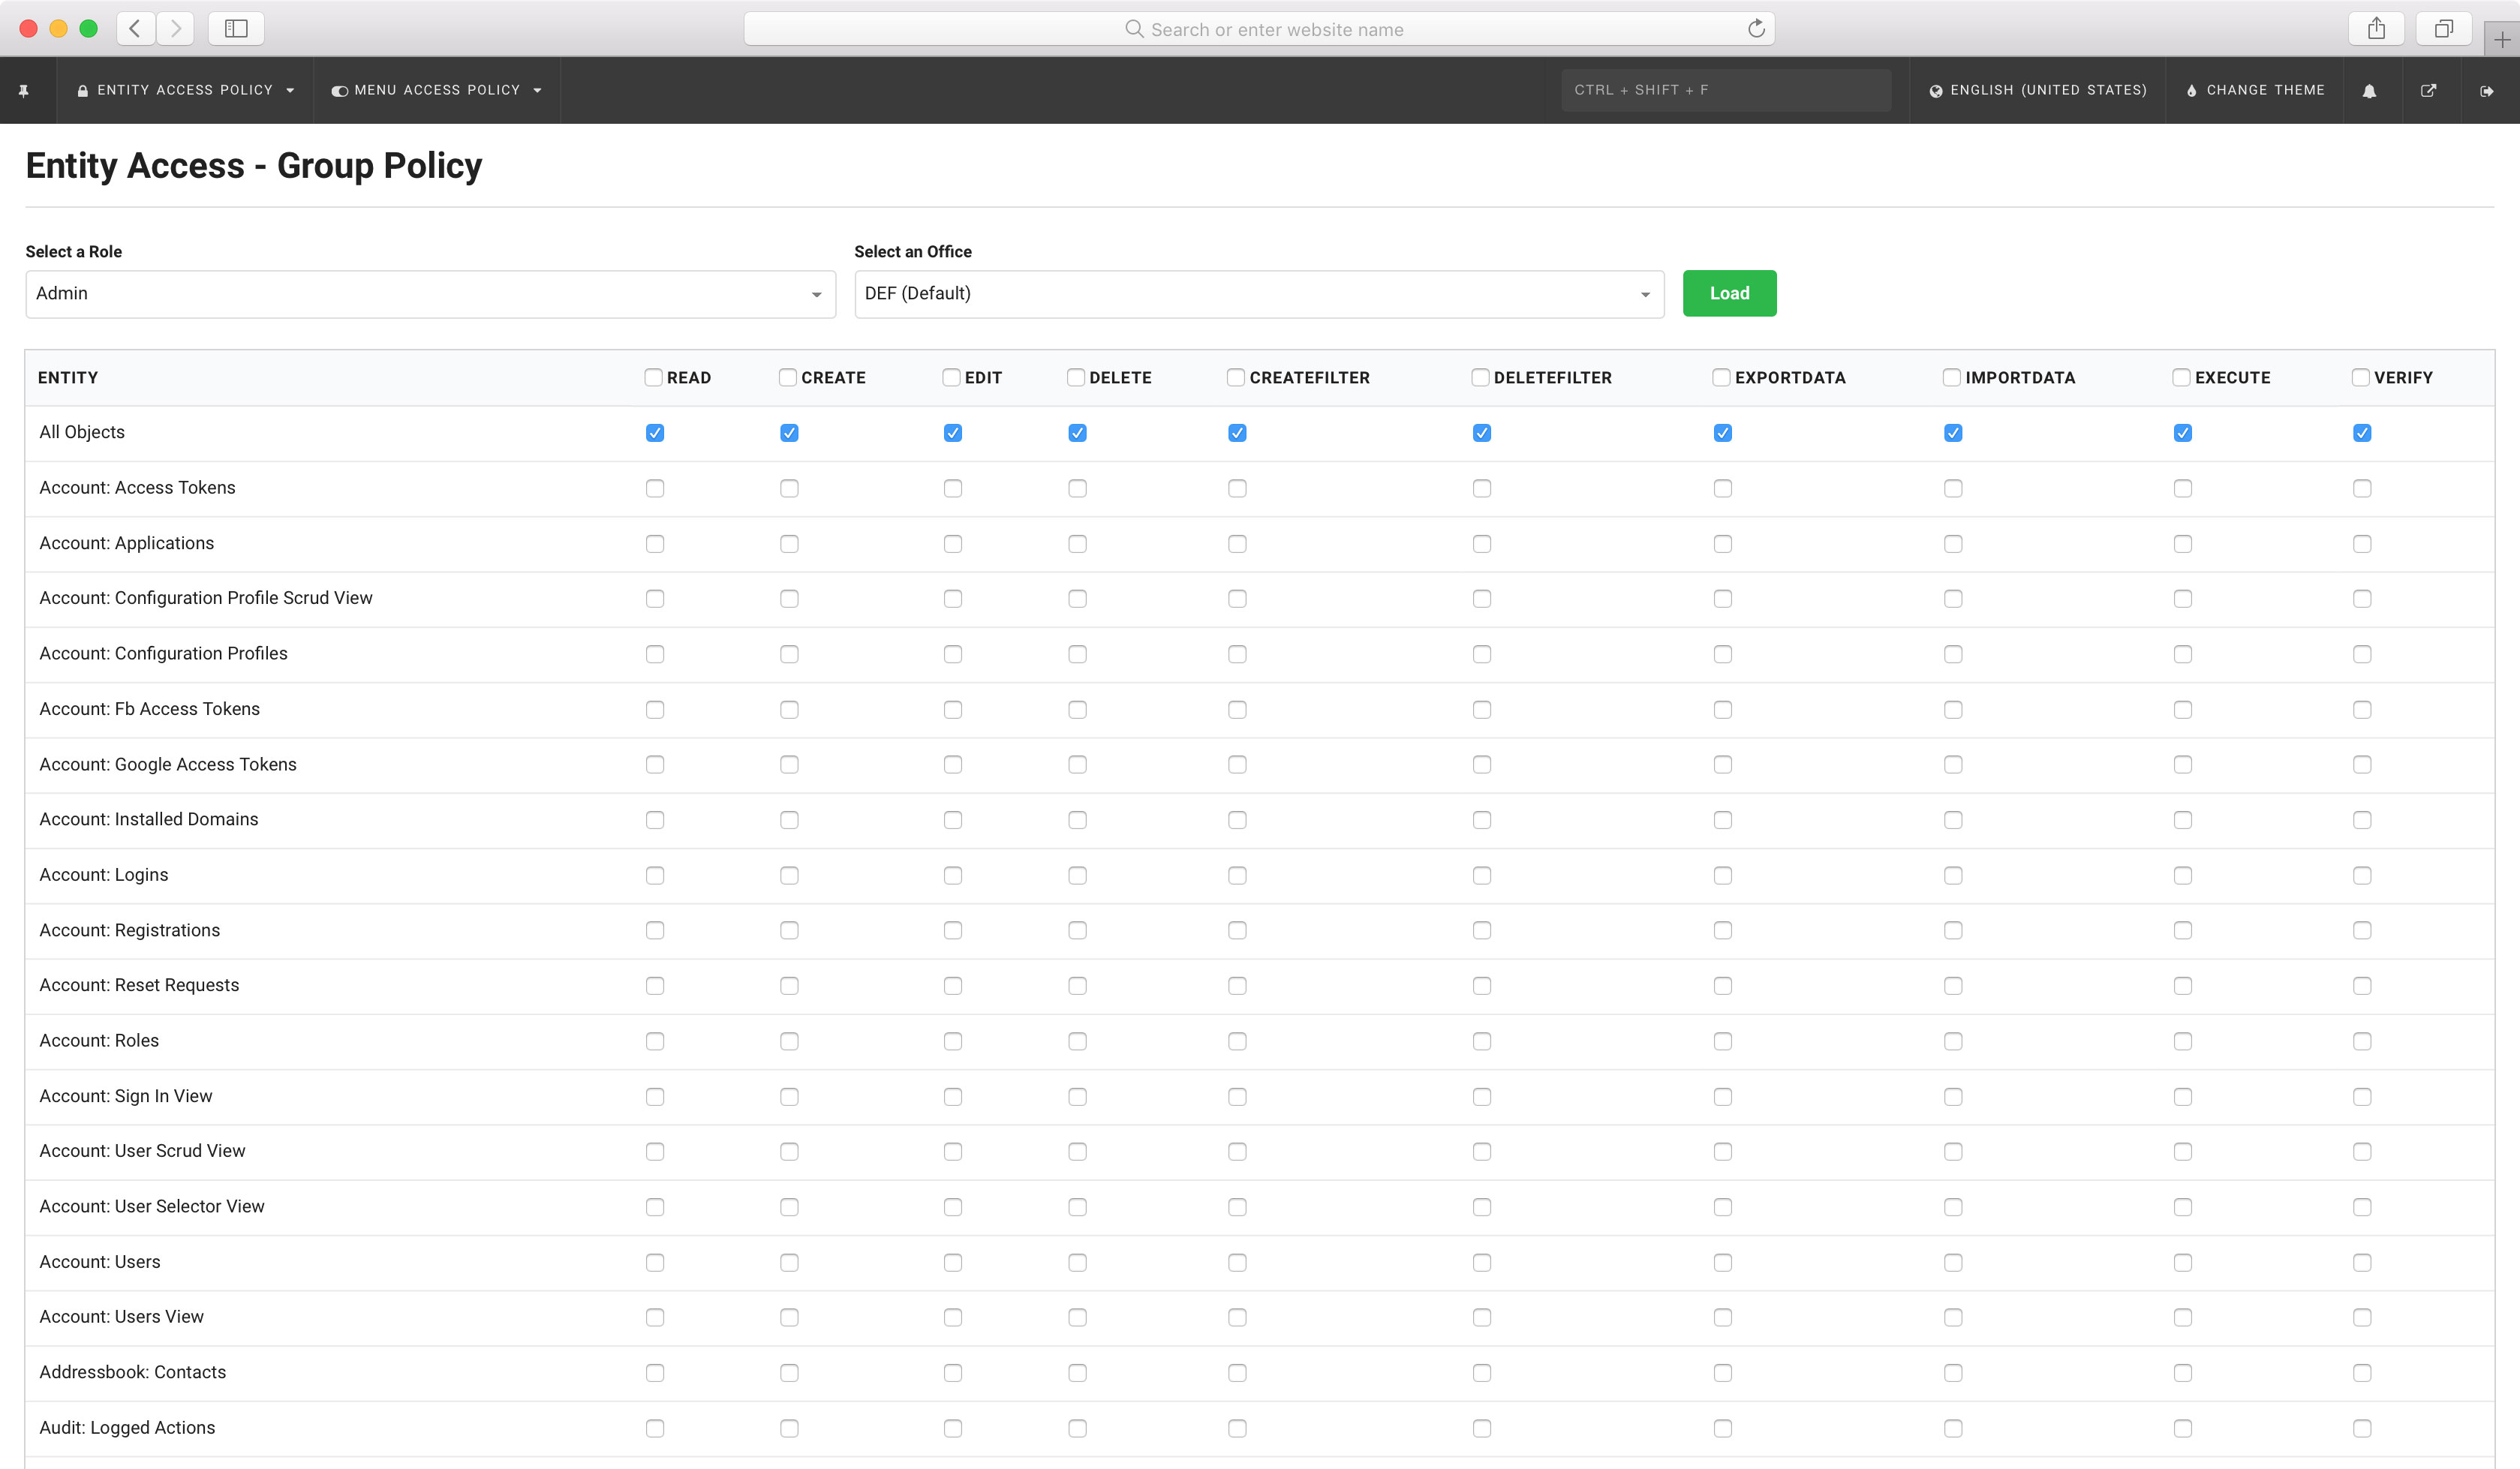 Search or enter website name
ENTITY ACCESS POLICY MENU ACCESS POLICY CTRL + SHIFT + F ENGLISH (UNITED STATES) CHANGE THEME
Entity Access - Group Policy
Select a Role Select an Office
Admin DEF (Default) Load
ENTITY READ CREATE EDIT DELETE CREATEFILTER DELETEFILTER EXPORTDATA IMPORTDATA EXECUTE VERIFY
All Objects
Account: Access Tokens
Account: Applications
Account: Configuration Profile Scrud View
Account: Configuration Profiles
Account: Fb Access Tokens
Account: Google Access Tokens
Account: Installed Domains
Account: Logins
Account: Registrations
Account: Reset Requests
Account: Roles
Account: Sign In View
Account: User Scrud View
Account: User Selector View
Account: Users
Account: Users View
Addressbook: Contacts
Audit: Logged Actions